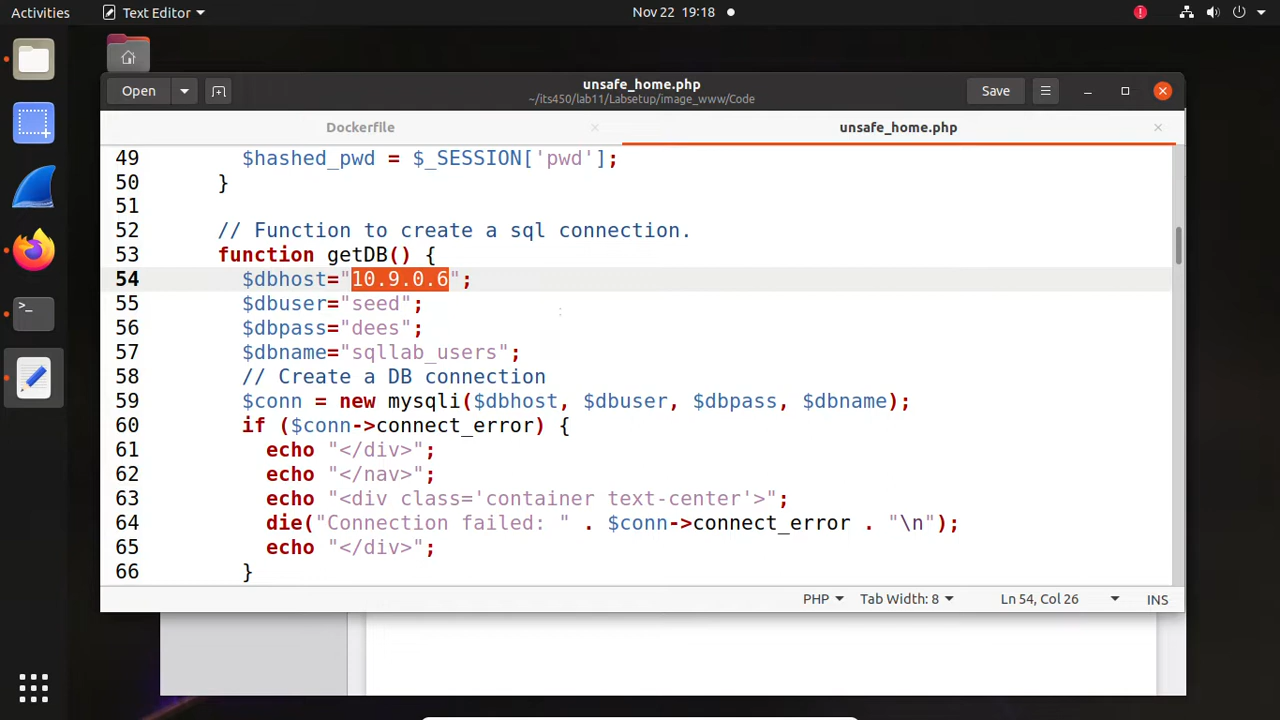 Activities
Text Editor
Nov 22 19:18
Open
unsafe_home.php
~/its450/lab11/Labsetup/image_www/Code
Save
Dockerfile
unsafe_home.php
49 $hashed_pwd = $_SESSION['pwd'];
50 }
51
52 // Function to create a sql connection.
53 function getDB() {
54 $dbhost="10.9.0.6";
55 $dbuser="seed";
56 $dbpass="dees";
57 $dbname="sqllab_users";
58 // Create a DB connection
59 $conn = new mysqli($dbhost, $dbuser, $dbpass, $dbname);
60 if ($conn->connect_error) {
61 echo "</div>";
62 echo "</nav>";
63 echo "<div class='container text-center'>";
64 die("Connection failed: " . $conn->connect_error . "\n");
65 echo "</div>";
66 }
PHP
Tab Width: 8
Ln 54, Col 26
INS